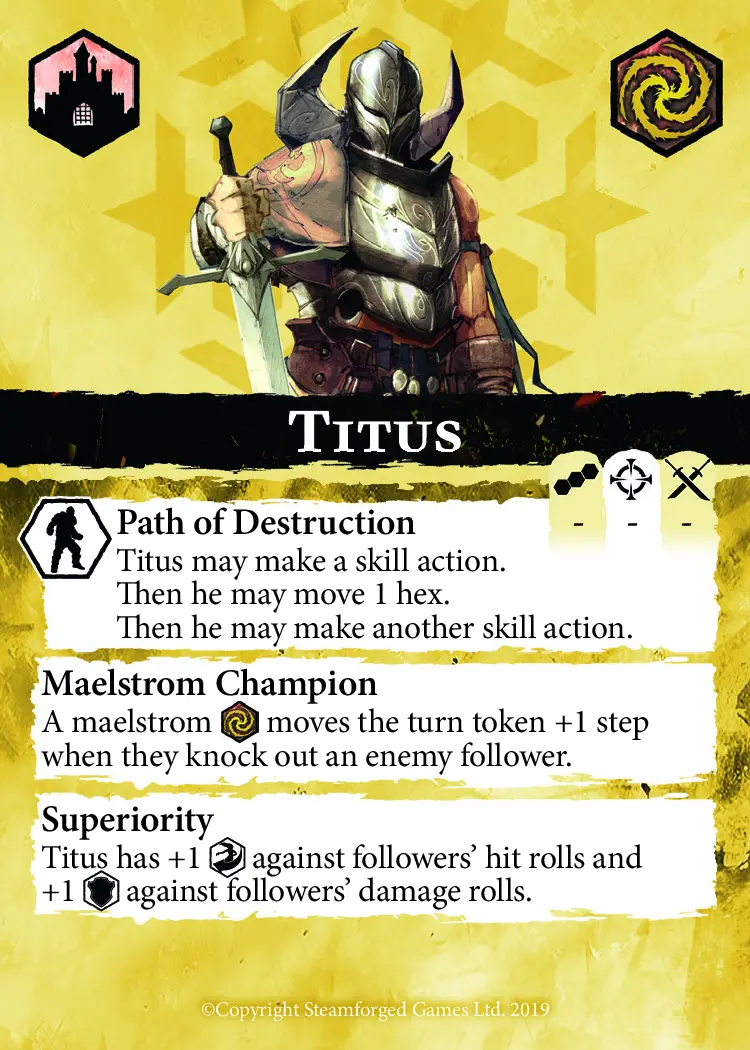 Titus
- - -
Path of Destruction
Titus may make a skill action.
Then he may move 1 hex.
Then he may make another skill action.
Maelstrom Champion
A maelstrom moves the turn token +1 step
when they knock out an enemy follower.
Superiority
Titus has +1 against followers’ hit rolls and
+1 against followers’ damage rolls.
©Copyright Steamforged Games Ltd. 2019